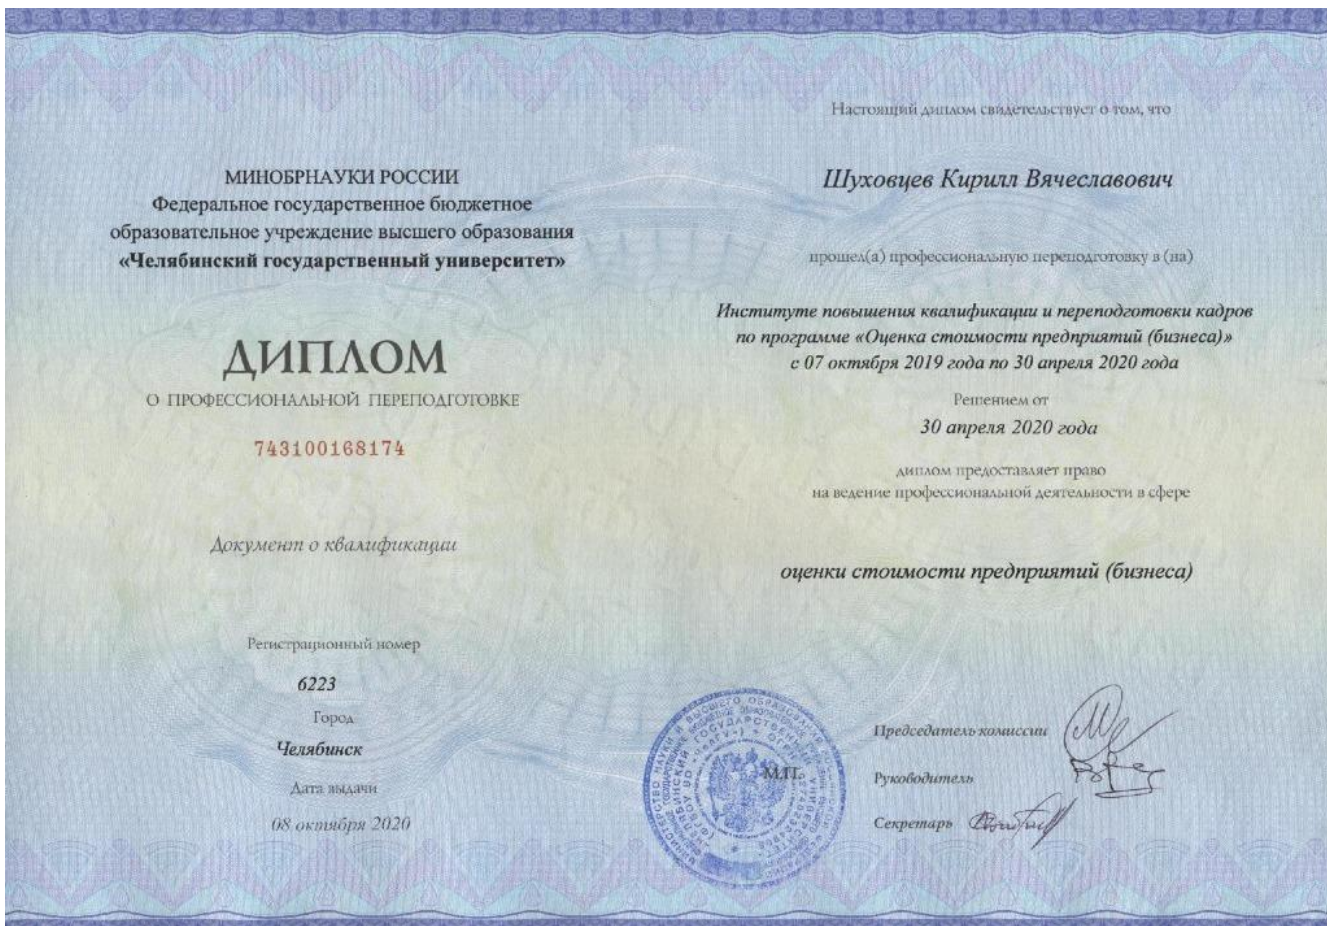 МИНОБРНАУКИ РОССИИ
Федеральное государственное бюджетное
образовательное учреждение высшего образования
«Челябинский государственный университет»
ДИПЛОМ
О ПРОФЕССИОНАЛЬНОЙ ПЕРЕПОДГОТОВКЕ
743100168174
Документ о квалификации
Регистрационный номер
6223
Город
Челябинск
Дата выдачи
08 октября 2020
Настоящий диплом свидетельствует о том, что
Шуховцев Кирилл Вячеславович
прошел(а) профессиональную переподготовку в (на)
Институте повышения квалификации и переподготовки кадров
по программе «Оценка стоимости предприятий (бизнеса)»
с 07 октября 2019 года по 30 апреля 2020 года
Решением от
30 апреля 2020 года
диплом предоставляет право
на ведение профессиональной деятельности в сфере
оценки стоимости предприятий (бизнеса)
М.П.
Председатель комиссии
Руководитель
Секретарь